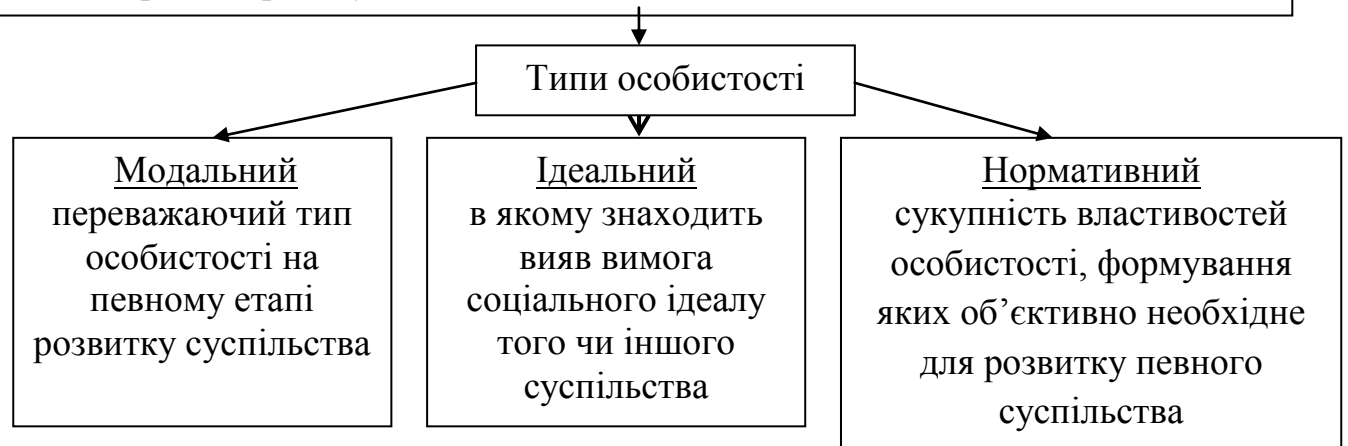 Типи особистості
Модальний
переважаючий тип
особистості на
певному етапі
розвитку суспільства
Ідеальний
в якому знаходить
вияв вимога
соціального ідеалу
того чи іншого
суспільства
Нормативний
сукупність властивостей
особистості, формування
яких об’єктивно необхідне
для розвитку певного
суспільства